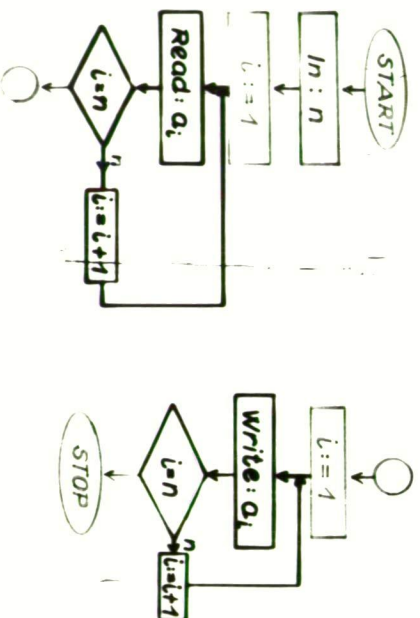 START
In: n
i := 1
Read: aᵢ
i=n
n
i:=i+1
i := 1
Write: aᵢ
i=n
n
i:=i+1
STOP